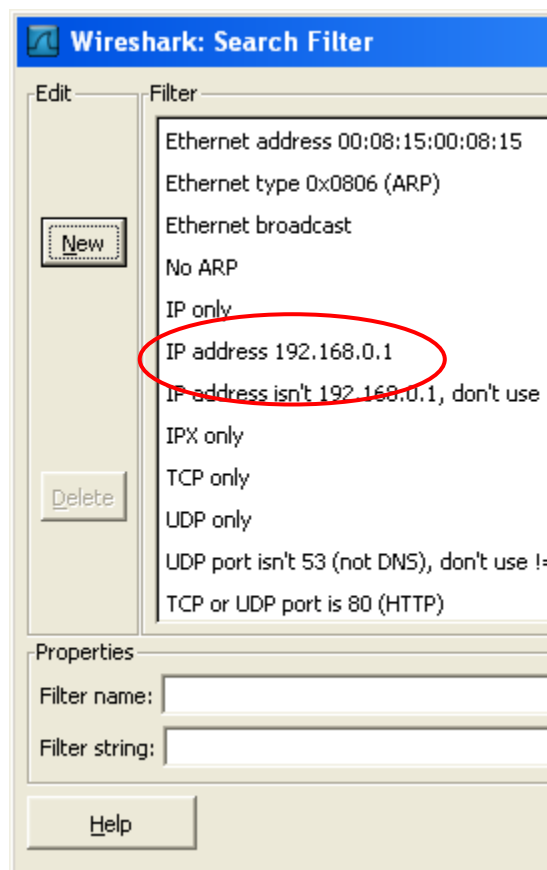 Wireshark: Search Filter
Edit
Filter
Ethernet address 00:08:15:00:08:15
Ethernet type 0x0806 (ARP)
Ethernet broadcast
New
No ARP
IP only
IP address 192.168.0.1
IP address isn't 192.168.0.1, don't use
IPX only
TCP only
Delete
UDP only
UDP port isn't 53 (not DNS), don't use !=
TCP or UDP port is 80 (HTTP)
Properties
Filter name:
Filter string:
Help